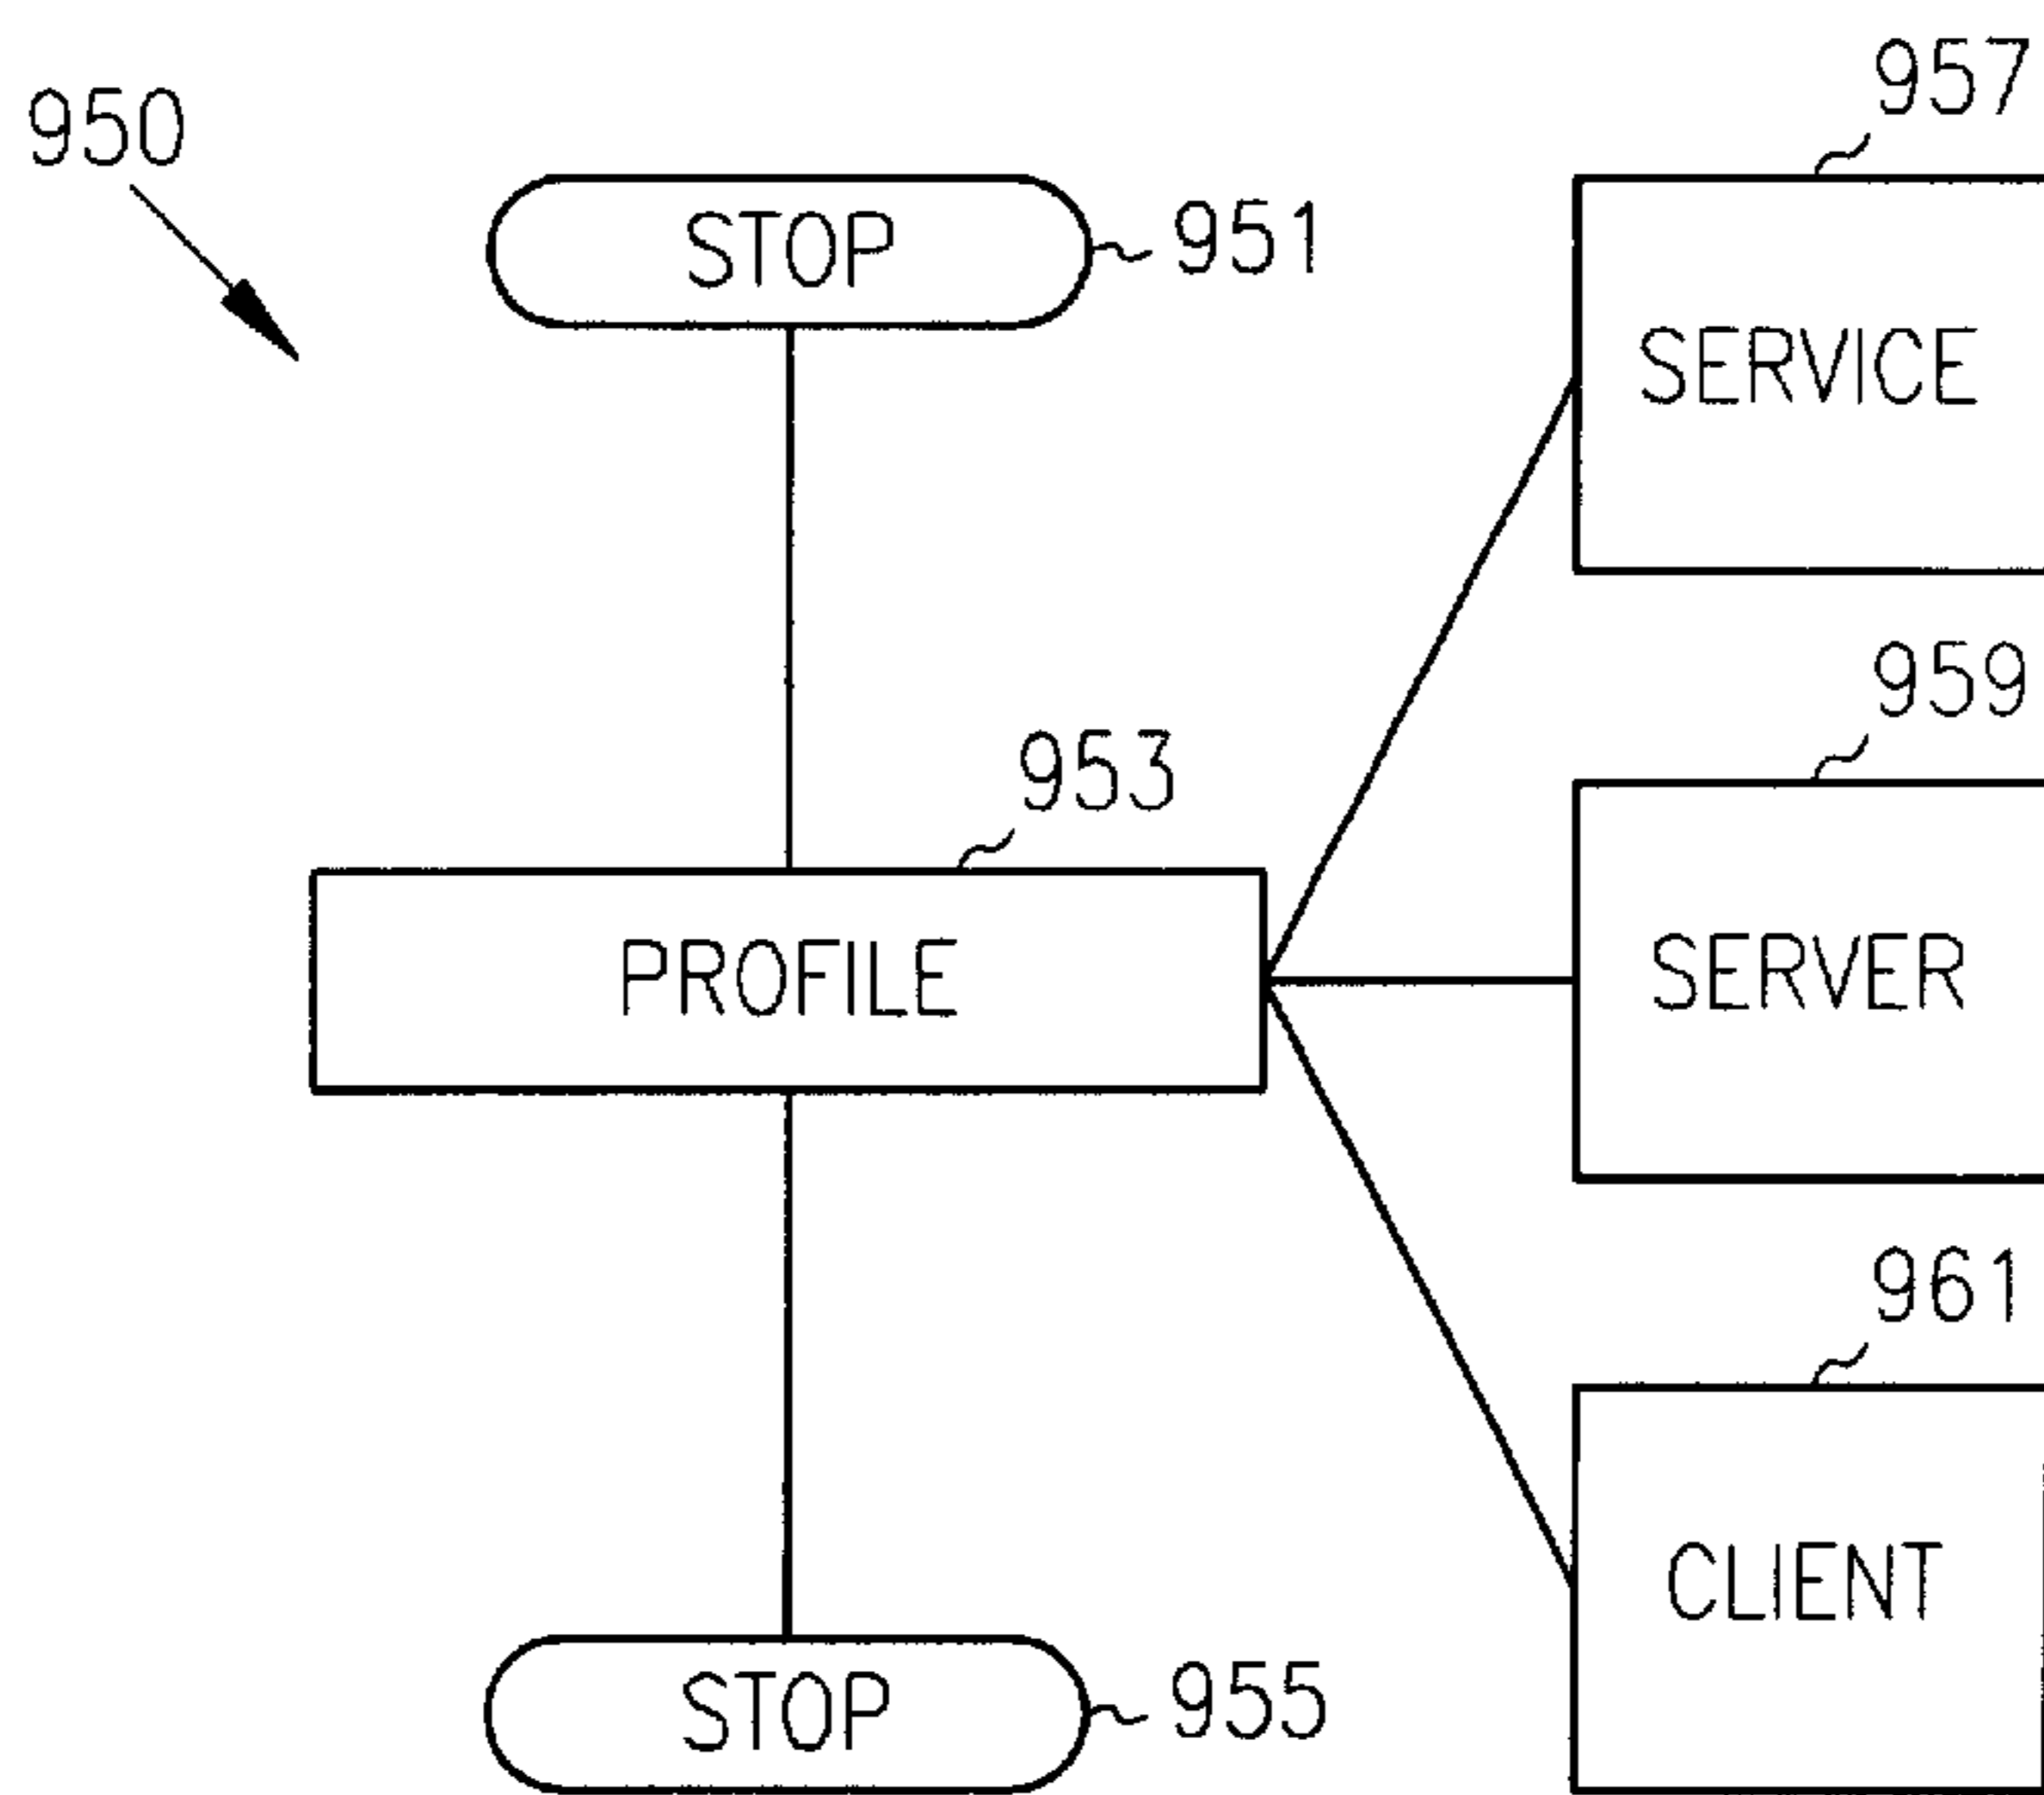 950
957
STOP
951
SERVICE
959
953
PROFILE
SERVER
961
CLIENT
STOP
955